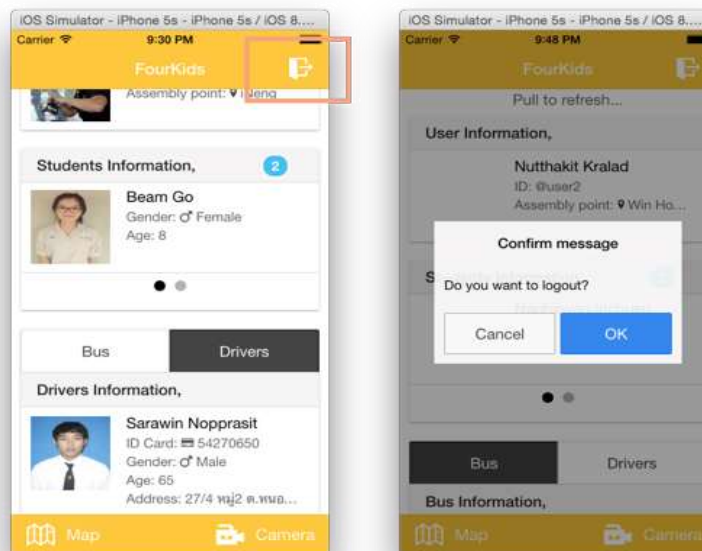 iOS Simulator - iPhone 5s - iPhone 5s / iOS 8....
Carrier 9:30 PM
FourKids
Assembly point:
Students Information, 2
Beam Go
Gender: Female
Age: 8
Bus Drivers
Drivers Information,
Sarawin Nopprasit
ID Card: 54270650
Gender: Male
Age: 65
Address: 27/4 หมู่2 ต.หนอ...
Map Camera
iOS Simulator - iPhone 5s - iPhone 5s / iOS 8....
Carrier 9:48 PM
FourKids
Pull to refresh...
User Information,
Nutthakit Kralad
ID: @user2
Assembly point: Win Ho...
Confirm message
Do you want to logout?
Cancel OK
Bus Drivers
Bus Information,
Map Camera